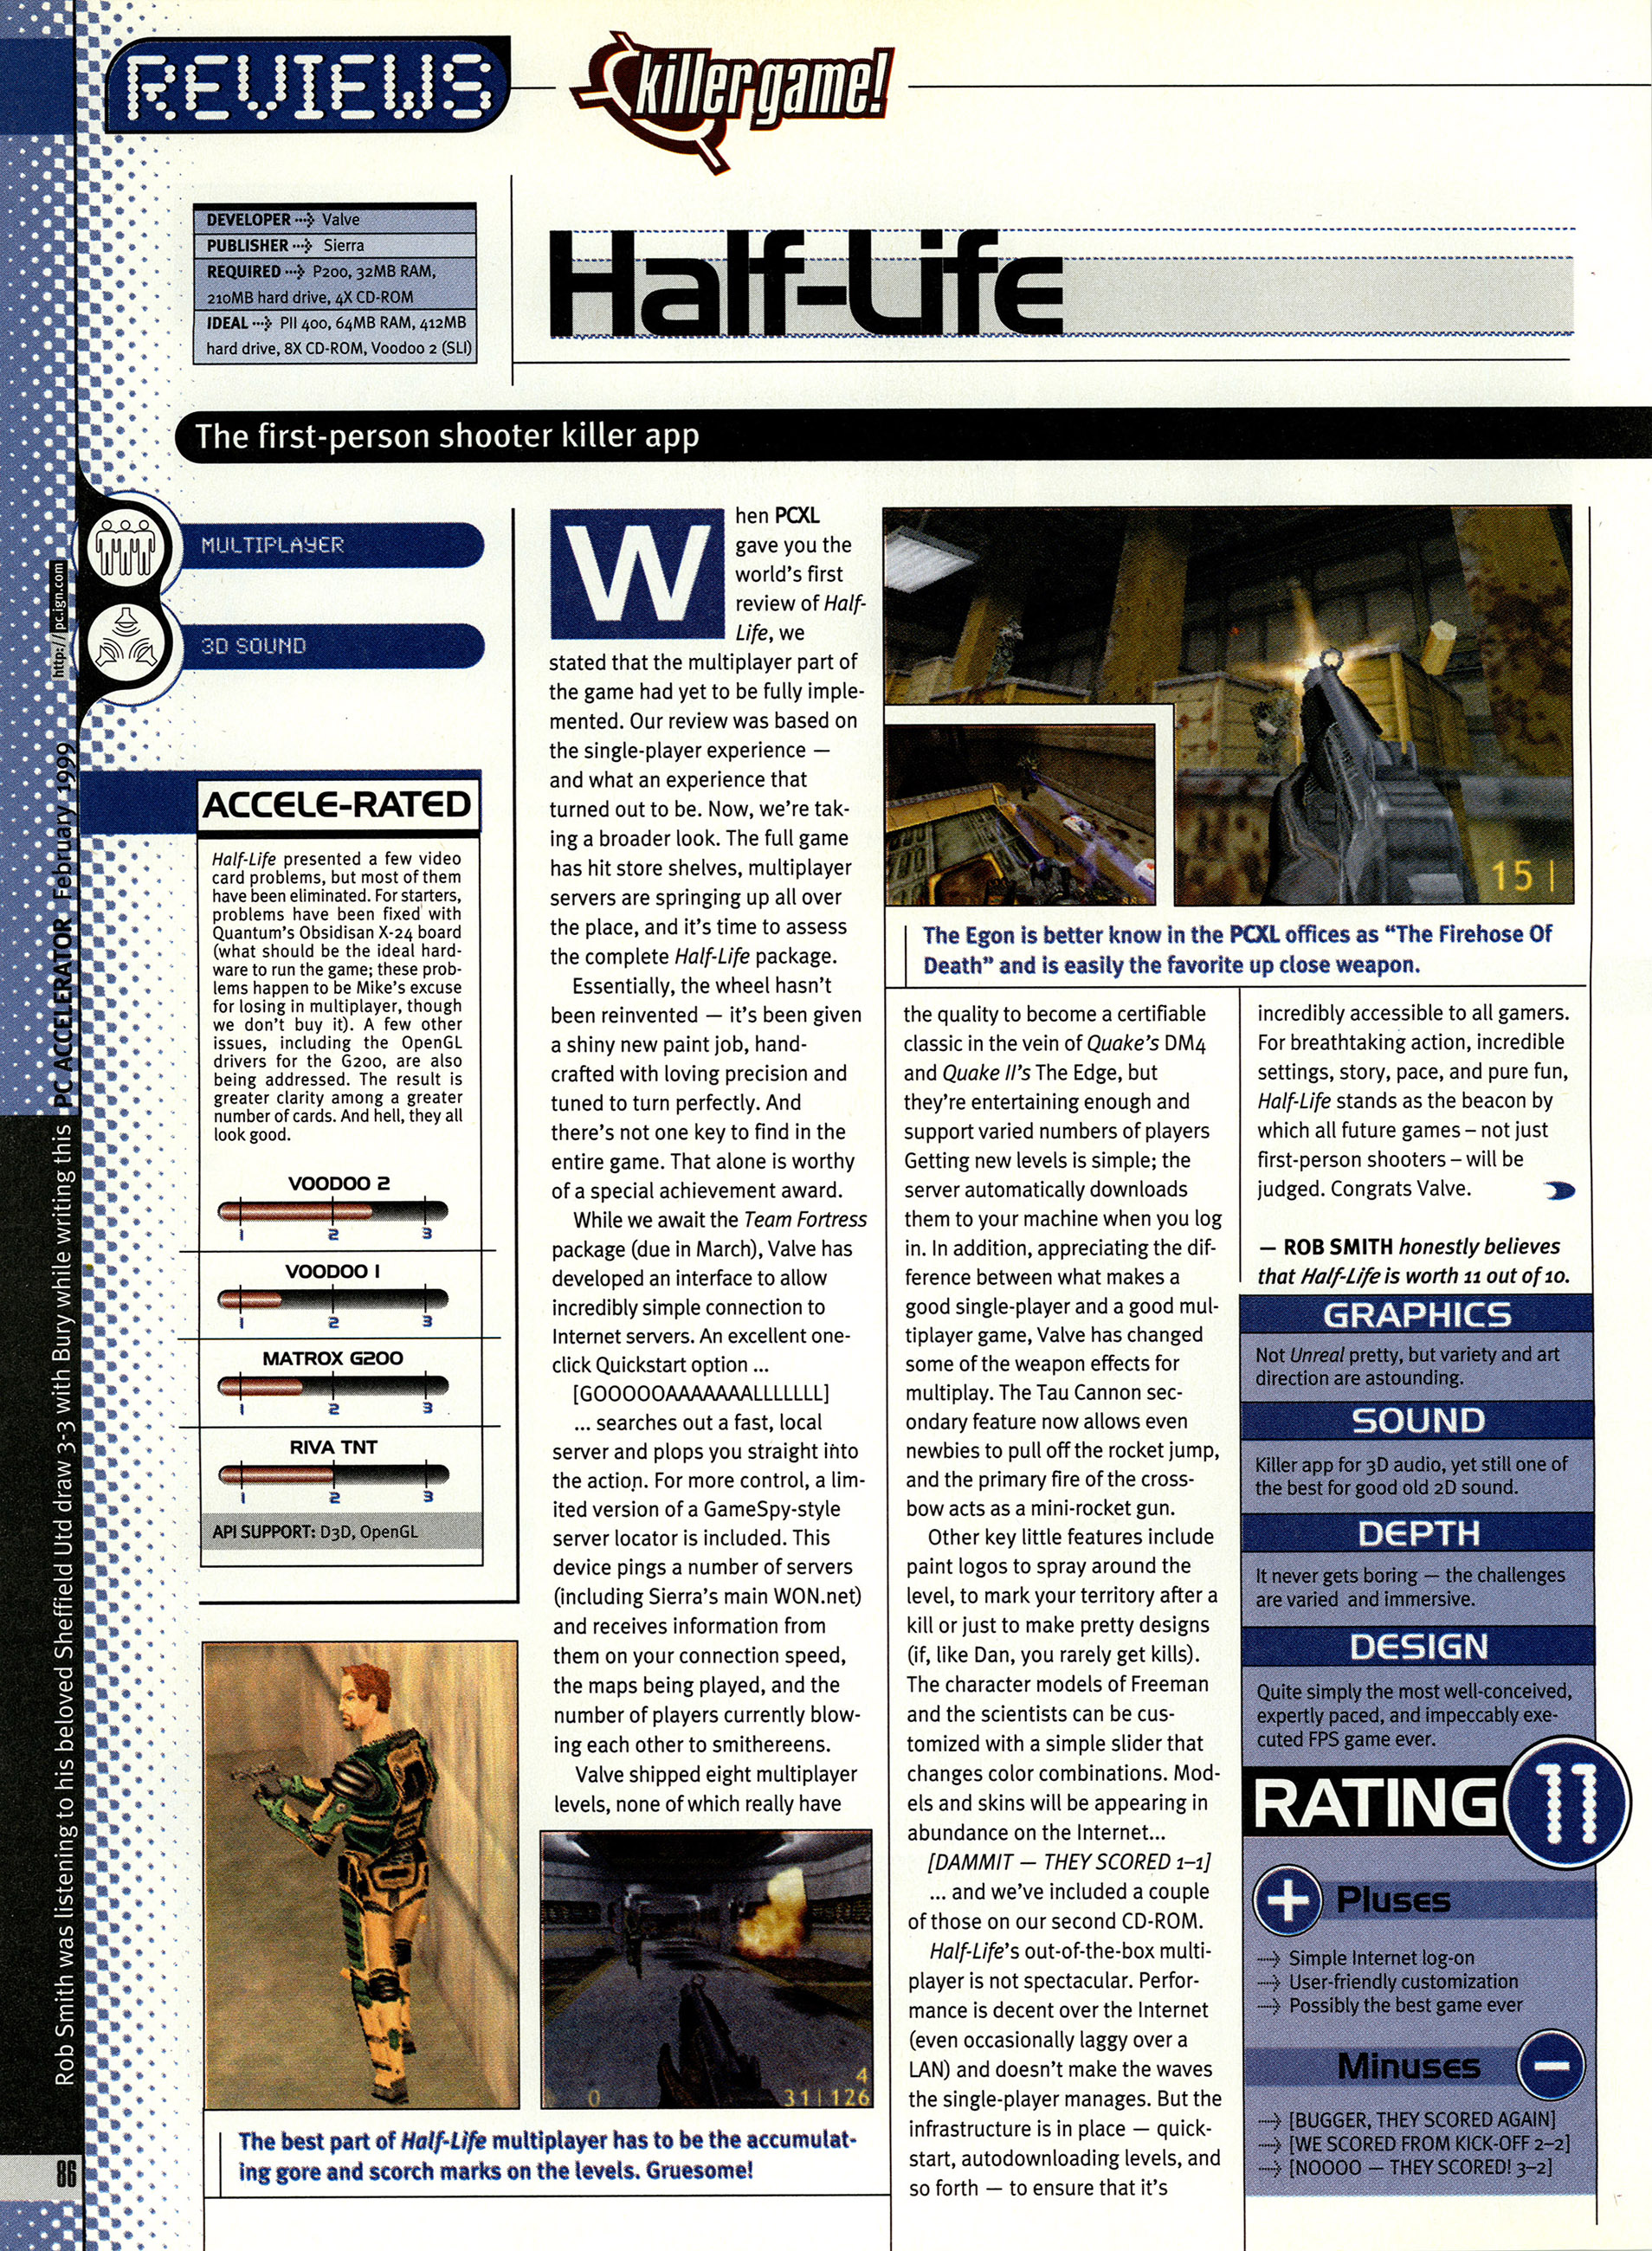 REVIEWS
killer game!
DEVELOPER Valve
PUBLISHER Sierra
REQUIRED P200, 32MB RAM,
210MB hard drive, 4X CD-ROM
IDEAL PII 400, 64MB RAM, 412MB
hard drive, 8X CD-ROM, Voodoo 2 (SLI)
Half-Life
The first-person shooter killer app
MULTIPLAYER
3D SOUND
ACCELE-RATED
Half-Life presented a few video
card problems, but most of them
have been eliminated. For starters,
problems have been fixed with
Quantum's Obsidisan X-24 board
(what should be the ideal hard-
ware to run the game; these prob-
lems happen to be Mike's excuse
for losing in multiplayer, though
we don't buy it). A few other
issues, including the OpenGL
drivers for the G200, are also
being addressed. The result is
greater clarity among a greater
number of cards. And hell, they all
look good.
VOODOO 2
1 2 3
VOODOO 1
1 2 3
MATROX G200
1 2 3
RIVA TNT
1 2 3
API SUPPORT: D3D, OpenGL
When PCXL
gave you the
world's first
review of Half-
Life, we
stated that the multiplayer part of
the game had yet to be fully imple-
mented. Our review was based on
the single-player experience —
and what an experience that
turned out to be. Now, we're tak-
ing a broader look. The full game
has hit store shelves, multiplayer
servers are springing up all over
the place, and it's time to assess
the complete Half-Life package.
Essentially, the wheel hasn't
been reinvented — it's been given
a shiny new paint job, hand-
crafted with loving precision and
tuned to turn perfectly. And
there's not one key to find in the
entire game. That alone is worthy
of a special achievement award.
While we await the Team Fortress
package (due in March), Valve has
developed an interface to allow
incredibly simple connection to
Internet servers. An excellent one-
click Quickstart option ...
[GOOOOOAAAAAAALLLLLLL]
... searches out a fast, local
server and plops you straight into
the action. For more control, a lim-
ited version of a GameSpy-style
server locator is included. This
device pings a number of servers
(including Sierra's main WON.net)
and receives information from
them on your connection speed,
the maps being played, and the
number of players currently blow-
ing each other to smithereens.
Valve shipped eight multiplayer
levels, none of which really have
15 |
The Egon is better know in the PCXL offices as “The Firehose Of
Death” and is easily the favorite up close weapon.
the quality to become a certifiable
classic in the vein of Quake's DM4
and Quake II's The Edge, but
they're entertaining enough and
support varied numbers of players
Getting new levels is simple; the
server automatically downloads
them to your machine when you log
in. In addition, appreciating the dif-
ference between what makes a
good single-player and a good mul-
tiplayer game, Valve has changed
some of the weapon effects for
multiplay. The Tau Cannon sec-
ondary feature now allows even
newbies to pull off the rocket jump,
and the primary fire of the cross-
bow acts as a mini-rocket gun.
Other key little features include
paint logos to spray around the
level, to mark your territory after a
kill or just to make pretty designs
(if, like Dan, you rarely get kills).
The character models of Freeman
and the scientists can be cus-
tomized with a simple slider that
changes color combinations. Mod-
els and skins will be appearing in
abundance on the Internet...
[DAMMIT — THEY SCORED 1–1]
... and we've included a couple
of those on our second CD-ROM.
Half-Life's out-of-the-box multi-
player is not spectacular. Perfor-
mance is decent over the Internet
(even occasionally laggy over a
LAN) and doesn't make the waves
the single-player manages. But the
infrastructure is in place — quick-
start, autodownloading levels, and
so forth — to ensure that it's
incredibly accessible to all gamers.
For breathtaking action, incredible
settings, story, pace, and pure fun,
Half-Life stands as the beacon by
which all future games – not just
first-person shooters – will be
judged. Congrats Valve.
— ROB SMITH honestly believes
that Half-Life is worth 11 out of 10.
GRAPHICS
Not Unreal pretty, but variety and art
direction are astounding.
SOUND
Killer app for 3D audio, yet still one of
the best for good old 2D sound.
DEPTH
It never gets boring — the challenges
are varied and immersive.
DESIGN
Quite simply the most well-conceived,
expertly paced, and impeccably exe-
cuted FPS game ever.
RATING 11
Pluses
Simple Internet log-on
User-friendly customization
Possibly the best game ever
Minuses
[BUGGER, THEY SCORED AGAIN]
[WE SCORED FROM KICK-OFF 2–2]
[NOOOO — THEY SCORED! 3–2]
0
4
31 | 126
The best part of Half-Life multiplayer has to be the accumulat-
ing gore and scorch marks on the levels. Gruesome!
http://pc.ign.com
PC ACCELERATOR February 1999
Rob Smith was listening to his beloved Sheffield Utd draw 3-3 with Bury while writing this
86